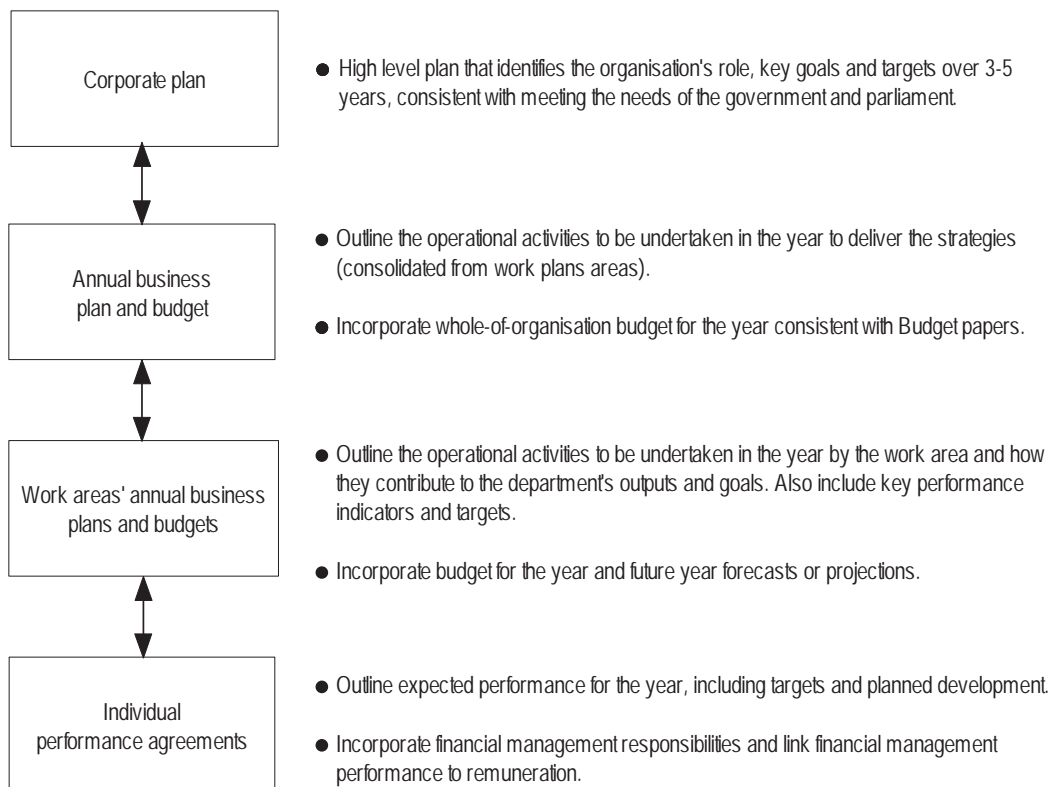 Corporate plan
● High level plan that identifies the organisation's role, key goals and targets over 3-5
years, consistent with meeting the needs of the government and parliament.
Annual business
plan and budget
● Outline the operational activities to be undertaken in the year to deliver the strategies
(consolidated from work plans areas).
● Incorporate whole-of-organisation budget for the year consistent with Budget papers.
Work areas' annual business
plans and budgets
● Outline the operational activities to be undertaken in the year by the work area and how
they contribute to the department's outputs and goals. Also include key performance
indicators and targets.
● Incorporate budget for the year and future year forecasts or projections.
Individual
performance agreements
● Outline expected performance for the year, including targets and planned development.
● Incorporate financial management responsibilities and link financial management
performance to remuneration.